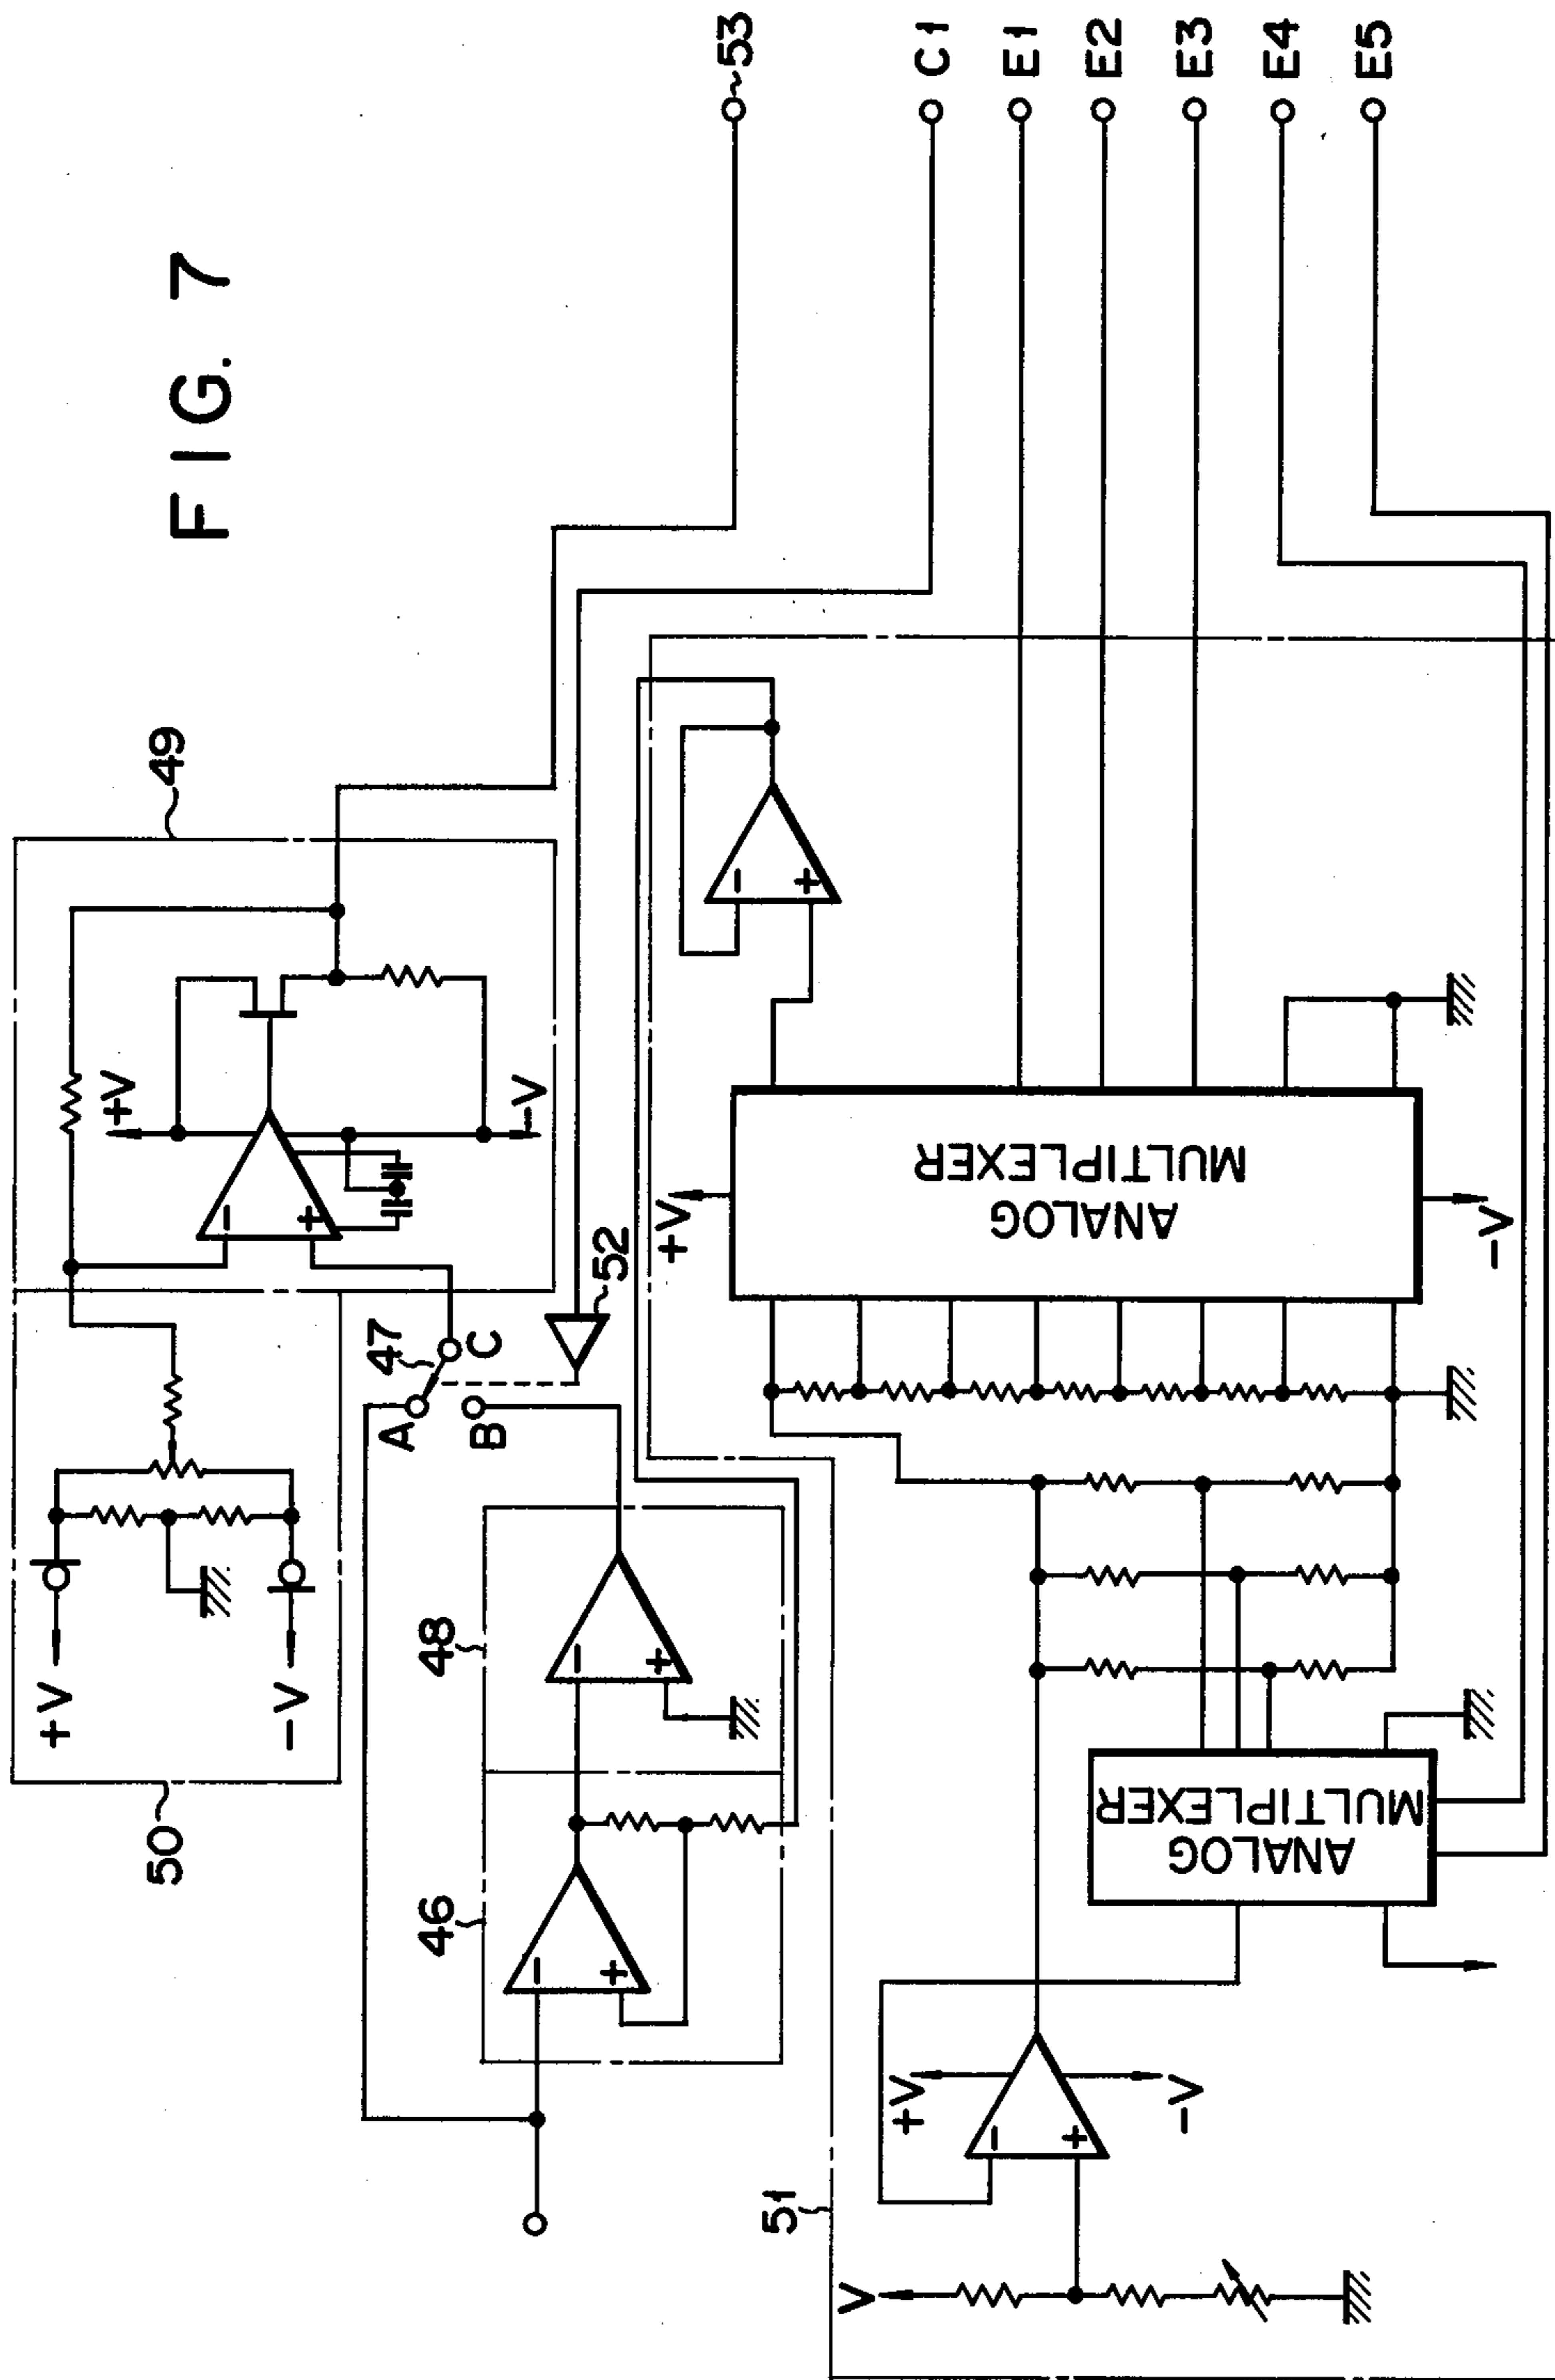 FIG. 7
49
50
+V
-V
+V
-V
-
+
47
A
B
C
52
53
C1
E1
E2
E3
E4
E5
48
-
+
46
-
+
-
+
+V
ANALOG
MULTIPLEXER
-V
ANALOG
MULTIPLEXER
51
+V
-V
-
+
V